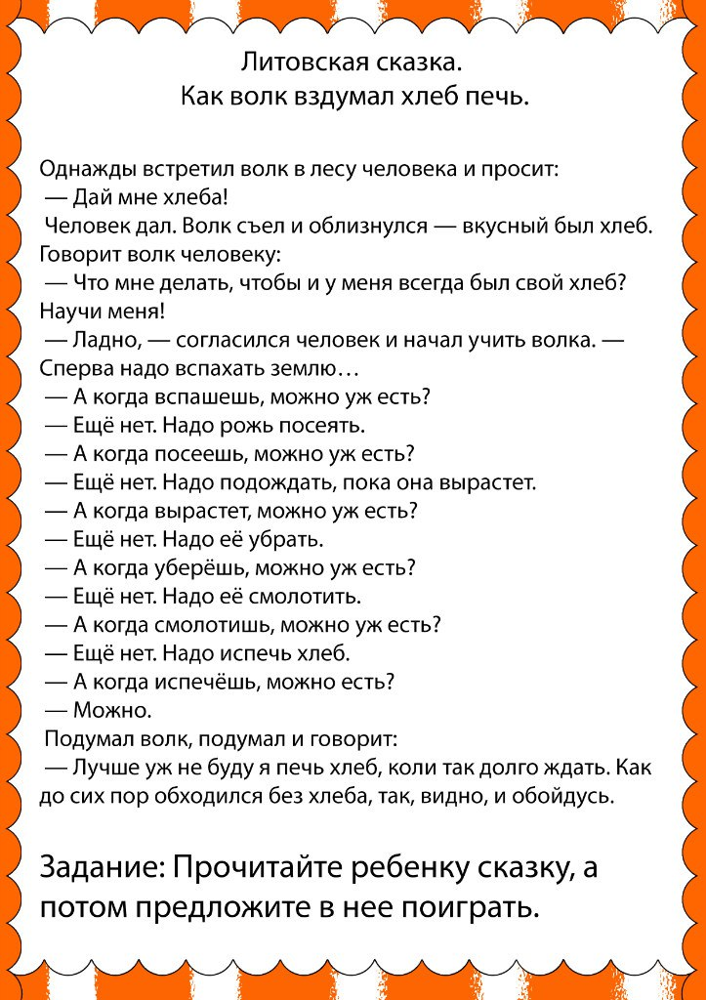 Литовская сказка.
Как волк вздумал хлеб печь.
Однажды встретил волк в лесу человека и просит:
— Дай мне хлеба!
Человек дал. Волк съел и облизнулся — вкусный был хлеб.
Говорит волк человеку:
— Что мне делать, чтобы и у меня всегда был свой хлеб?
Научи меня!
— Ладно, — согласился человек и начал учить волка. —
Сперва надо вспахать землю…
— А когда вспашешь, можно уж есть?
— Ещё нет. Надо рожь посеять.
— А когда посеешь, можно уж есть?
— Ещё нет. Надо подождать, пока она вырастет.
— А когда вырастет, можно уж есть?
— Ещё нет. Надо её убрать.
— А когда уберёшь, можно уж есть?
— Ещё нет. Надо её смолотить.
— А когда смолотишь, можно уж есть?
— Ещё нет. Надо испечь хлеб.
— А когда испечёшь, можно есть?
— Можно.
Подумал волк, подумал и говорит:
— Лучше уж не буду я печь хлеб, коли так долго ждать. Как
до сих пор обходился без хлеба, так, видно, и обойдусь.
Задание: Прочитайте ребенку сказку, а
потом предложите в нее поиграть.